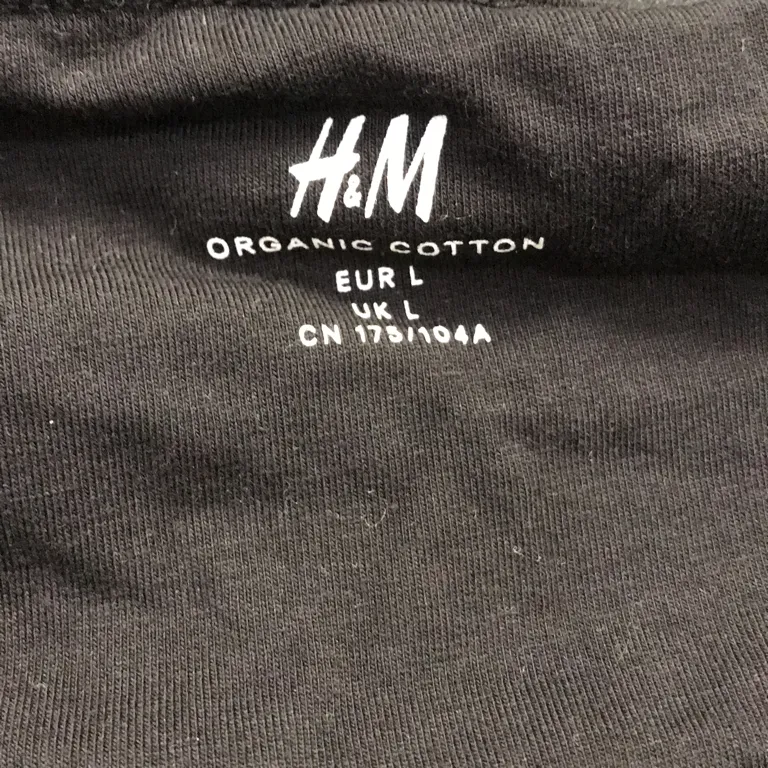 H&M
ORGANIC COTTON
EUR L
UK L
CN 175/104A